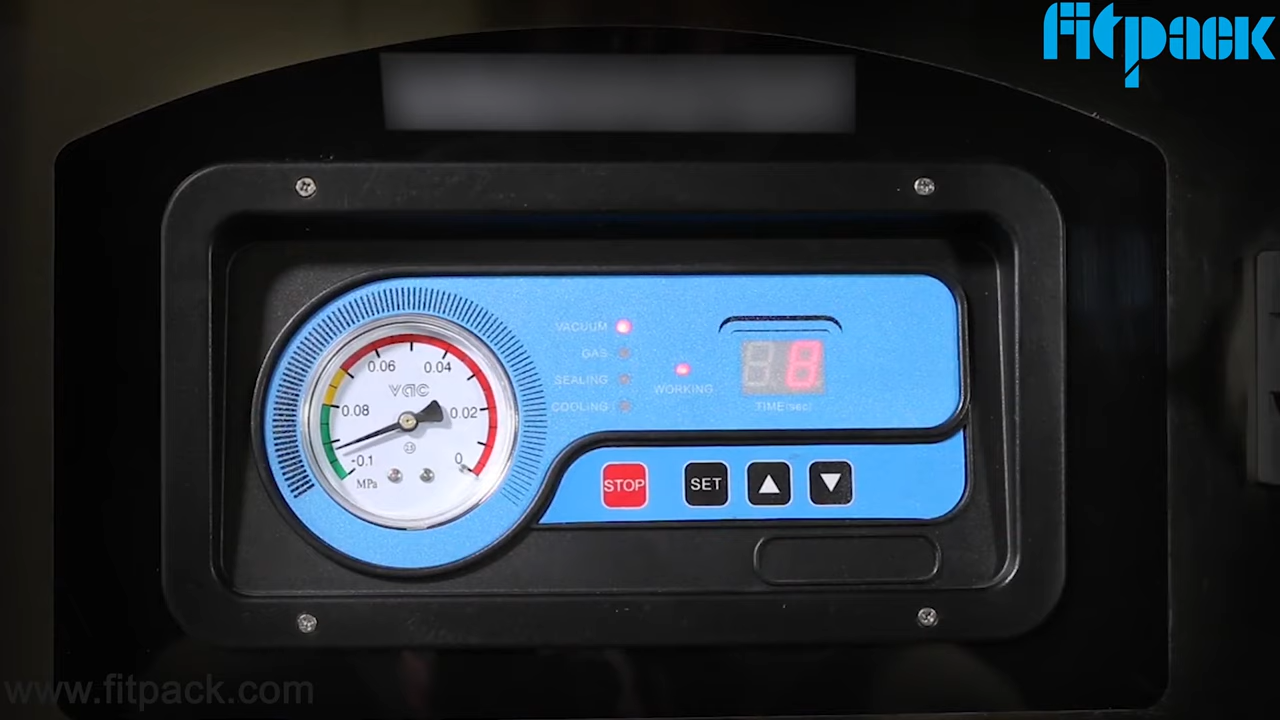 fitpack
0.06
0.04
vac
0.08
0.02
-0.1
0
MPa
VACUUM
GAS
SEALING
COOLING
WORKING
8
TIME(sec)
STOP
SET
www.fitpack.com